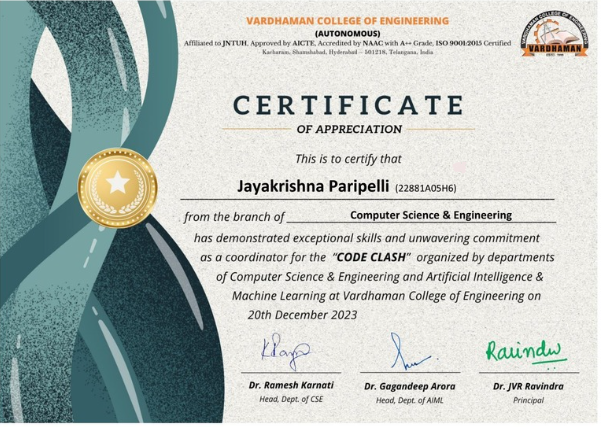 VARDHAMAN COLLEGE OF ENGINEERING
(AUTONOMOUS)
Affiliated to JNTUH, Approved by AICTE, Accredited by NAAC with A++ Grade, ISO 9001:2015 Certified
Kacharam, Shamshabad, Hyderabad – 501218, Telangana, India
VARDHAMAN COLLEGE OF ENGINEERING
VARDHAMAN
CERTIFICATE
OF APPRECIATION
This is to certify that
Jayakrishna Paripelli (22881A05H6)
from the branch of Computer Science & Engineering
has demonstrated exceptional skills and unwavering commitment
as a coordinator for the "CODE CLASH" organized by departments
of Computer Science & Engineering and Artificial Intelligence &
Machine Learning at Vardhaman College of Engineering on
20th December 2023
Ravindra
Dr. Ramesh Karnati Dr. Gagandeep Arora Dr. JVR Ravindra
Head, Dept. of CSE Head, Dept. of AIML Principal